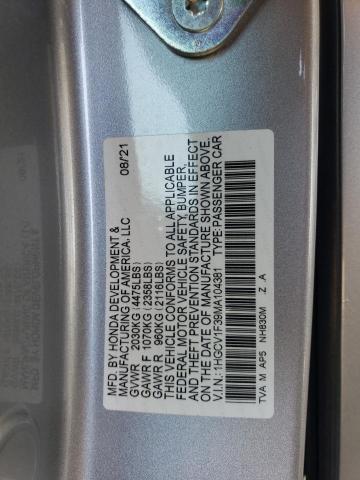 MFD. BY HONDA DEVELOPMENT &
MANUFACTURING OF AMERICA, LLC 08/21
GVWR 2030KG (4475LBS)
GAWR F 1070KG (2358LBS)
GAWR R 960KG (2116LBS)
THIS VEHICLE CONFORMS TO ALL APPLICABLE
FEDERAL MOTOR VEHICLE SAFETY, BUMPER,
AND THEFT PREVENTION STANDARDS IN EFFECT
ON THE DATE OF MANUFACTURE SHOWN ABOVE.
V.I.N.: 1HGCV1F39MA104381 TYPE:PASSENGER CAR
TVA M AP5 NH830M Z A